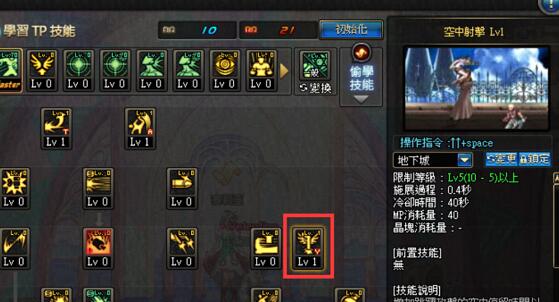 學習 TP 技能
10
21
初始化
空中射擊 Lv1
Master
Lv 0
Lv 0
Lv 0
Lv 0
Lv 0
Lv 0
Lv 0
一般
變換
偷學
技能
操作指令 :↑↑+space
地下城
變更
鎖定
Lv 1
Lv 1
限制等級：Lv5(10 - 5)以上
施展過程：0.4秒
冷卻時間：40秒
MP消耗量：40
晶塊消耗量：-
Lv 0
Lv 0
Lv 0
[前置技能]
無
Lv 0
Lv 0
Lv 0
Lv 0
Lv 1
[技能說明]